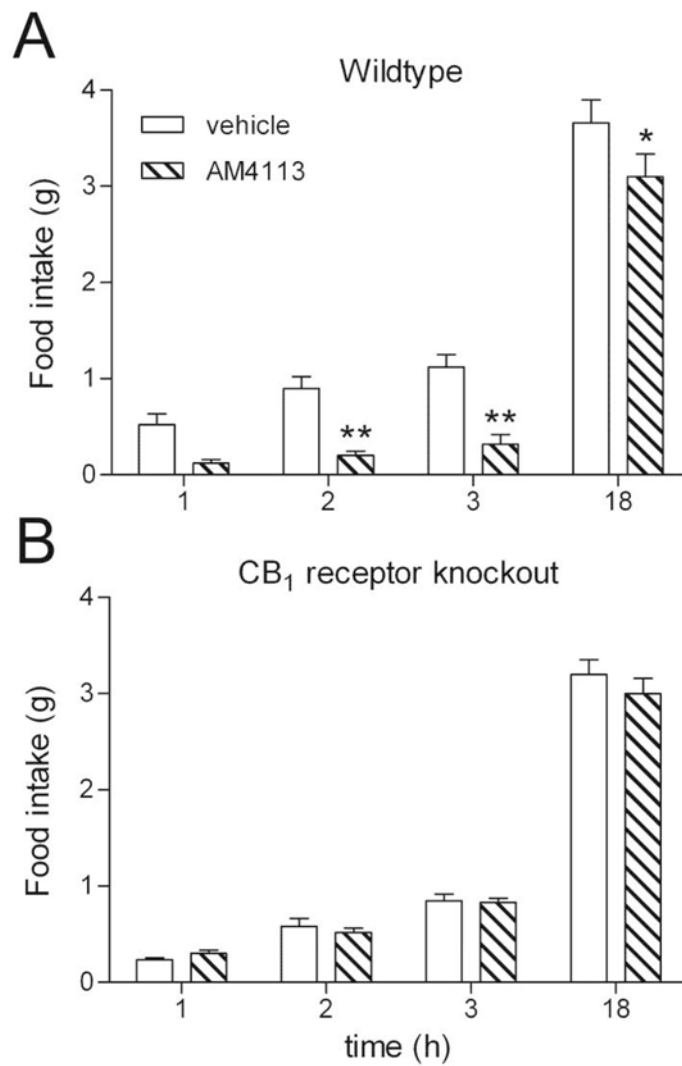 A
Wildtype
4
vehicle
AM4113
*
3
Food intake (g)
2
1
**
**
0
1
2
3
18
B
CB₁ receptor knockout
4
3
Food intake (g)
2
1
0
1
2
3
18
time (h)